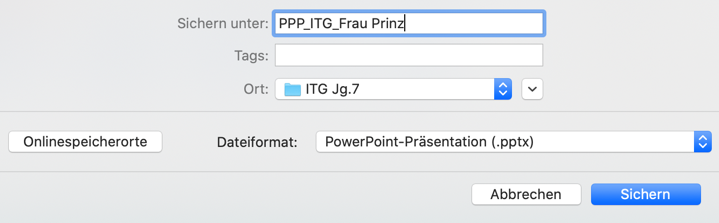 Sichern unter: PPP_ITG_Frau Prinz
Tags:
Ort: ITG Jg.7
Onlinespeicherorte Dateiformat: PowerPoint-Präsentation (.pptx)
Abbrechen Sichern